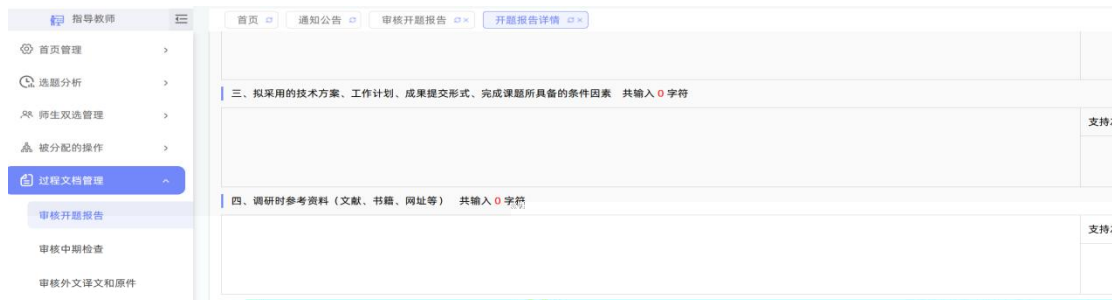 指导教师
首页
通知公告
审核开题报告
开题报告详情
首页管理
选题分析
师生双选管理
被分配的操作
过程文档管理
审核开题报告
审核中期检查
审核外文译文和原件
三、拟采用的技术方案、工作计划、成果提交形式、完成课题所具备的条件因素 共输入 0 字符
支持
四、调研时参考资料（文献、书籍、网址等） 共输入 0 字符
支持